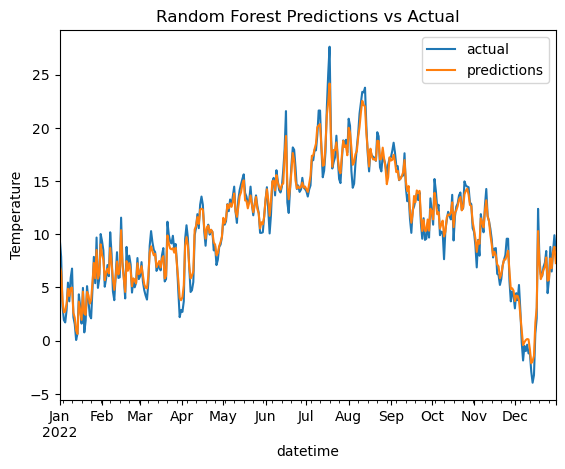 Random Forest Predictions vs Actual
actual
predictions
Temperature
25
20
15
10
5
0
−5
Jan Feb Mar Apr May Jun Jul Aug Sep Oct Nov Dec
2022
datetime